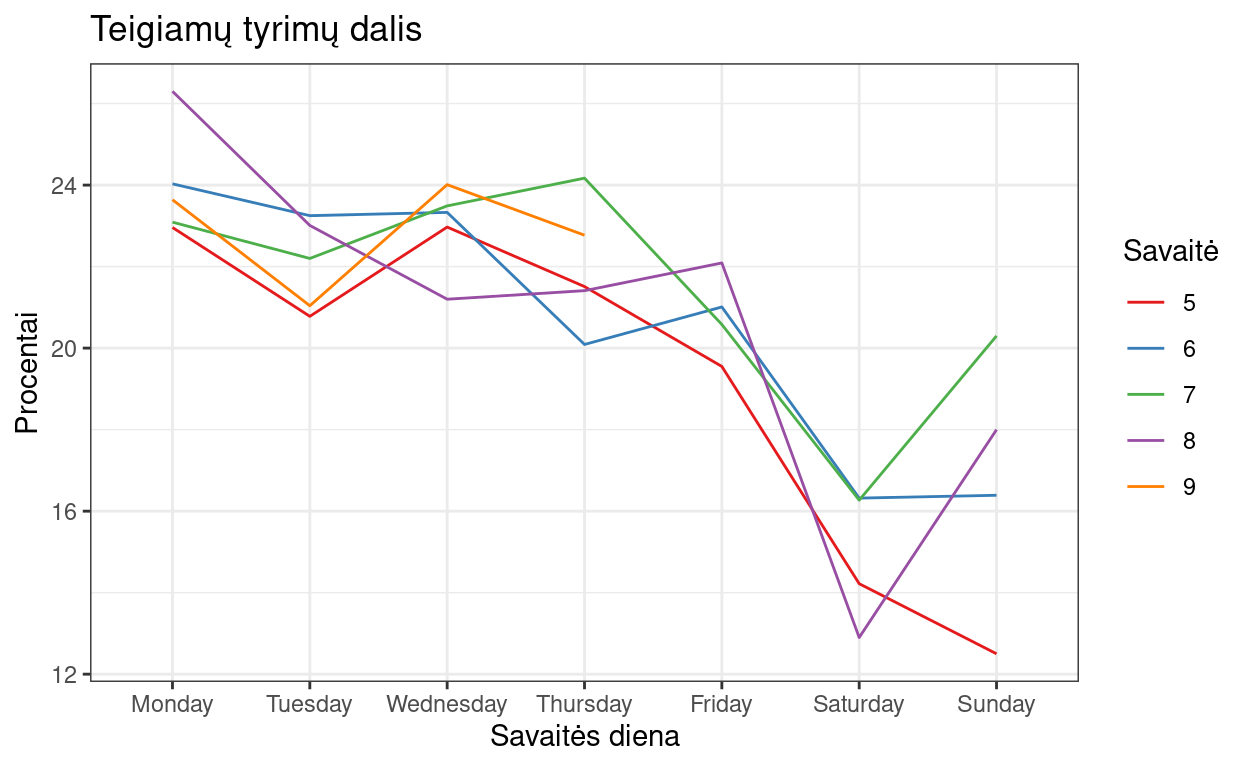 Teigiamų tyrimų dalis
Procentai
24
20
16
12
Monday Tuesday Wednesday Thursday Friday Saturday Sunday
Savaitės diena
Savaitė
5
6
7
8
9